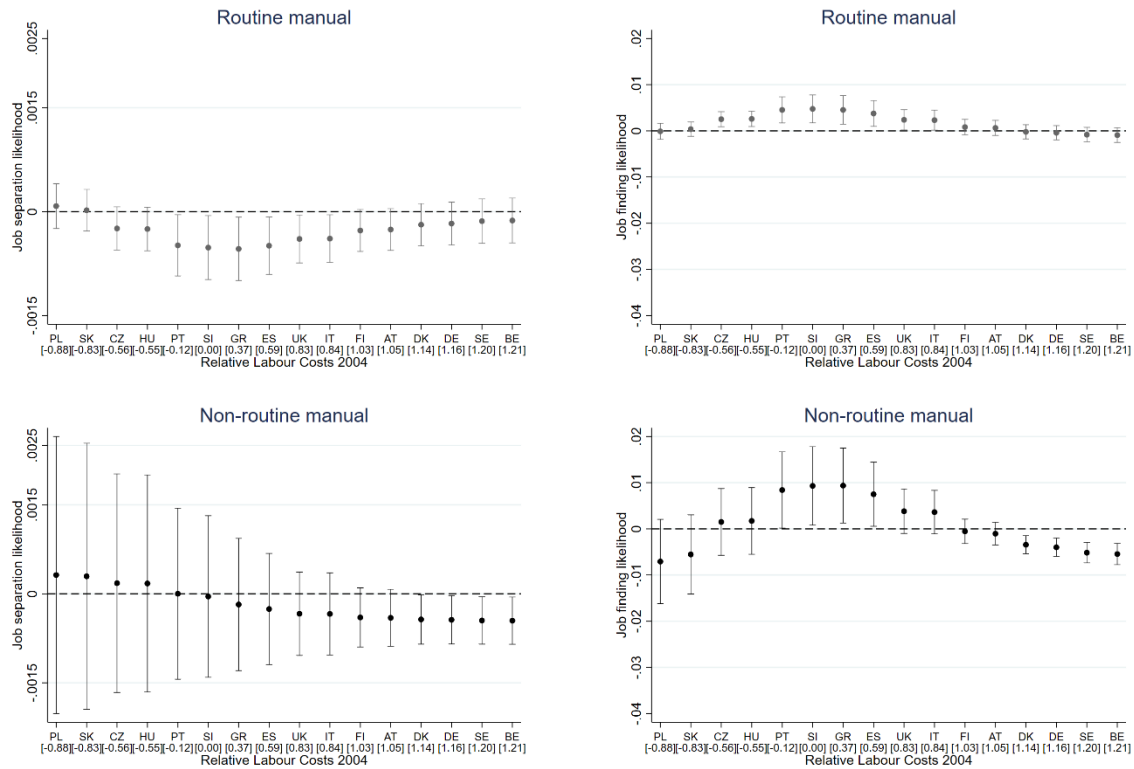 Routine manual
Job separation likelihood
.0025
.0015
0
-.0015
PL SK CZ HU PT SI GR ES UK IT FI AT DK DE SE BE
[-0.88][-0.83][-0.56][-0.55][-0.12] [0.00] [0.37] [0.59] [0.83] [0.84] [1.03] [1.05] [1.14] [1.16] [1.20] [1.21]
Relative Labour Costs 2004
Routine manual
Job finding likelihood
.02
.01
0
-.01
-.02
-.03
-.04
PL SK CZ HU PT SI GR ES UK IT FI AT DK DE SE BE
[-0.88][-0.83][-0.56][-0.55][-0.12] [0.00] [0.37] [0.59] [0.83] [0.84] [1.03] [1.05] [1.14] [1.16] [1.20] [1.21]
Relative Labour Costs 2004
Non-routine manual
Job separation likelihood
.0025
.0015
0
-.0015
PL SK CZ HU PT SI GR ES UK IT FI AT DK DE SE BE
[-0.88][-0.83][-0.56][-0.55][-0.12] [0.00] [0.37] [0.59] [0.83] [0.84] [1.03] [1.05] [1.14] [1.16] [1.20] [1.21]
Relative Labour Costs 2004
Non-routine manual
Job finding likelihood
.02
.01
0
-.01
-.02
-.03
-.04
PL SK CZ HU PT SI GR ES UK IT FI AT DK DE SE BE
[-0.88][-0.83][-0.56][-0.55][-0.12] [0.00] [0.37] [0.59] [0.83] [0.84] [1.03] [1.05] [1.14] [1.16] [1.20] [1.21]
Relative Labour Costs 2004